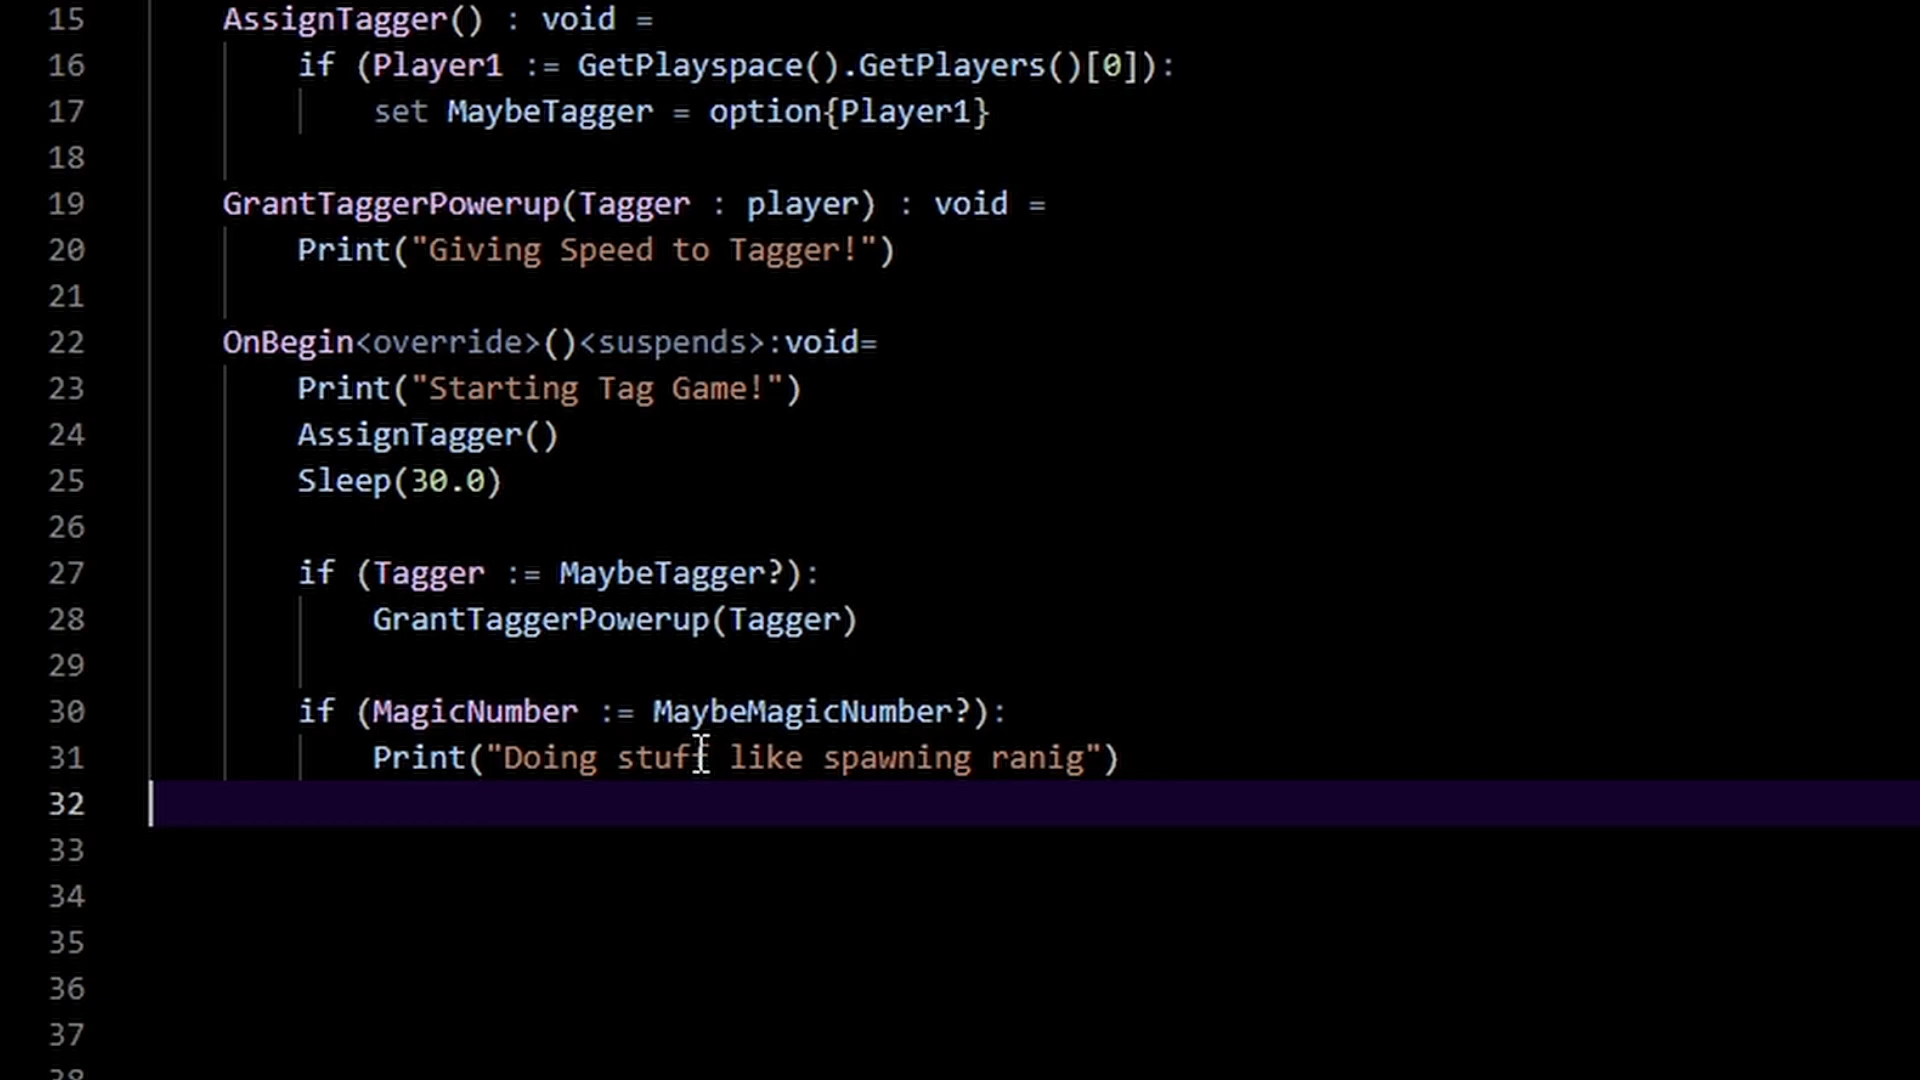 15 AssignTagger() : void =
16 if (Player1 := GetPlayspace().GetPlayers()[0]):
17 set MaybeTagger = option{Player1}
18
19 GrantTaggerPowerup(Tagger : player) : void =
20 Print("Giving Speed to Tagger!")
21
22 OnBegin<override>()<suspends>:void=
23 Print("Starting Tag Game!")
24 AssignTagger()
25 Sleep(30.0)
26
27 if (Tagger := MaybeTagger?):
28 GrantTaggerPowerup(Tagger)
29
30 if (MagicNumber := MaybeMagicNumber?):
31 Print("Doing stuff like spawning ranig")
32
33
34
35
36
37
38